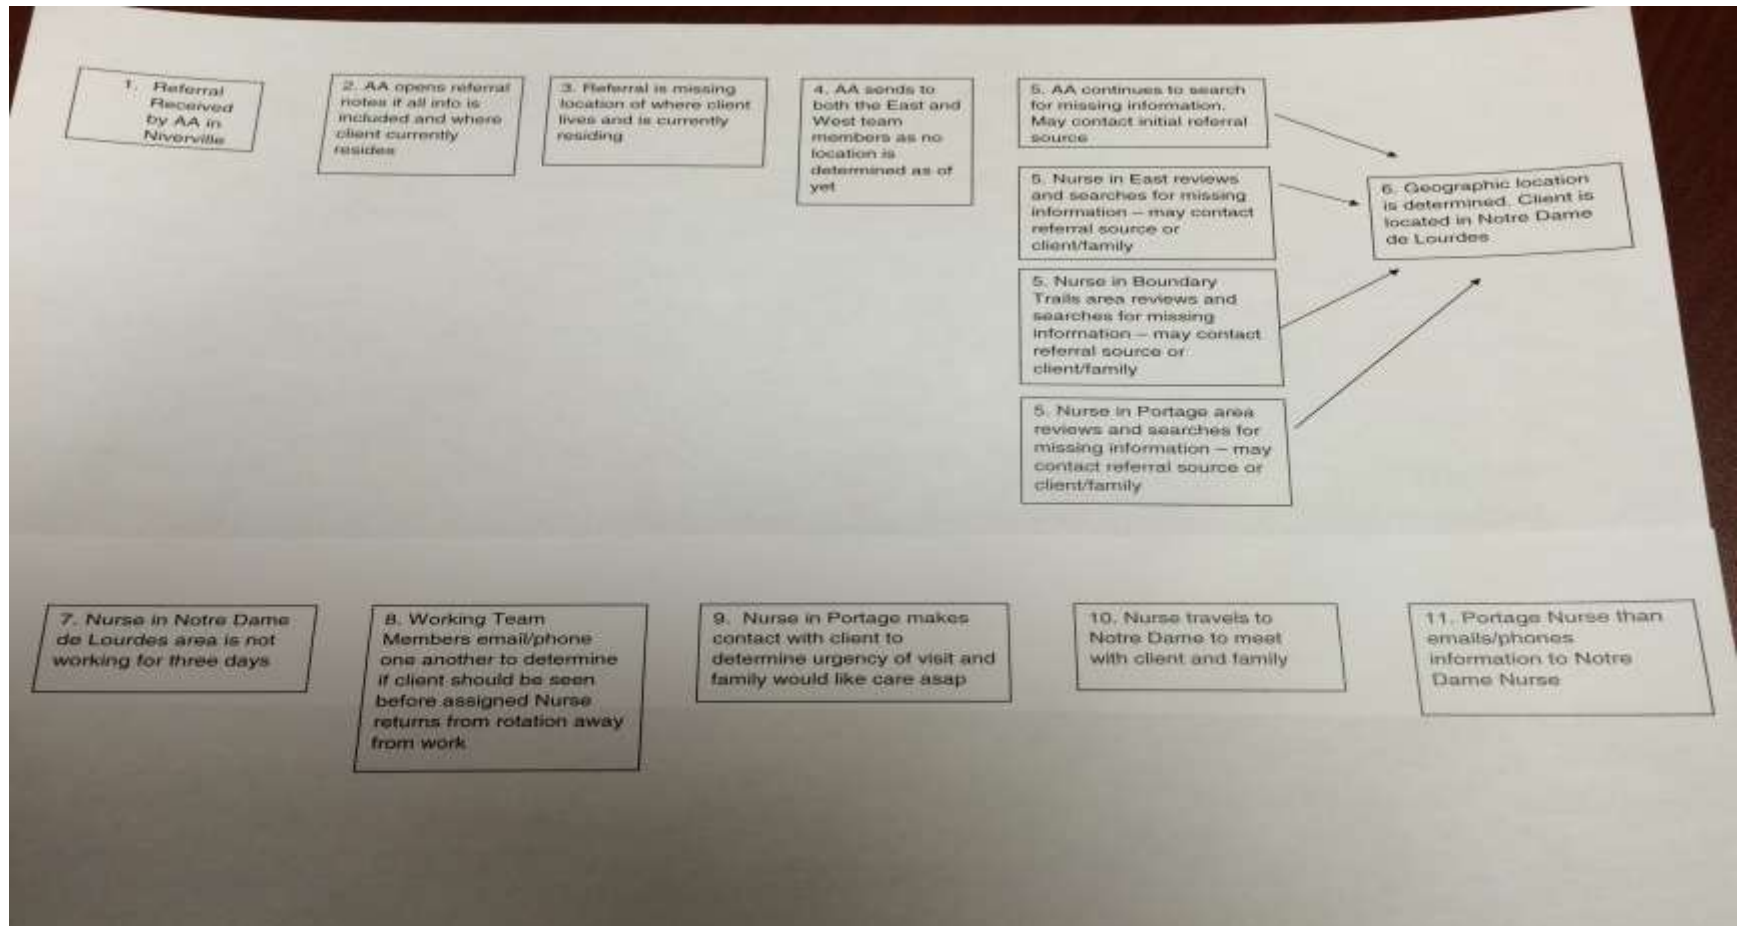 1. Referral
Received
by AA in
Niverville
2. AA opens referral
notes if all info is
included and where
client currently
resides
3. Referral is missing
location of where client
lives and is currently
residing
4. AA sends to
both the East and
West team
members as no
location is
determined as of
yet
5. AA continues to search
for missing information.
May contact initial referral
source
5. Nurse in East reviews
and searches for missing
information – may contact
referral source or
client/family
5. Nurse in Boundary
Trails area reviews and
searches for missing
information – may contact
referral source or
client/family
5. Nurse in Portage area
reviews and searches for
missing information – may
contact referral source or
client/family
6. Geographic location
is determined. Client is
located in Notre Dame
de Lourdes
7. Nurse in Notre Dame
de Lourdes area is not
working for three days
8. Working Team
Members email/phone
one another to determine
if client should be seen
before assigned Nurse
returns from rotation away
from work
9. Nurse in Portage makes
contact with client to
determine urgency of visit and
family would like care asap
10. Nurse travels to
Notre Dame to meet
with client and family
11. Portage Nurse than
emails/phones
information to Notre
Dame Nurse